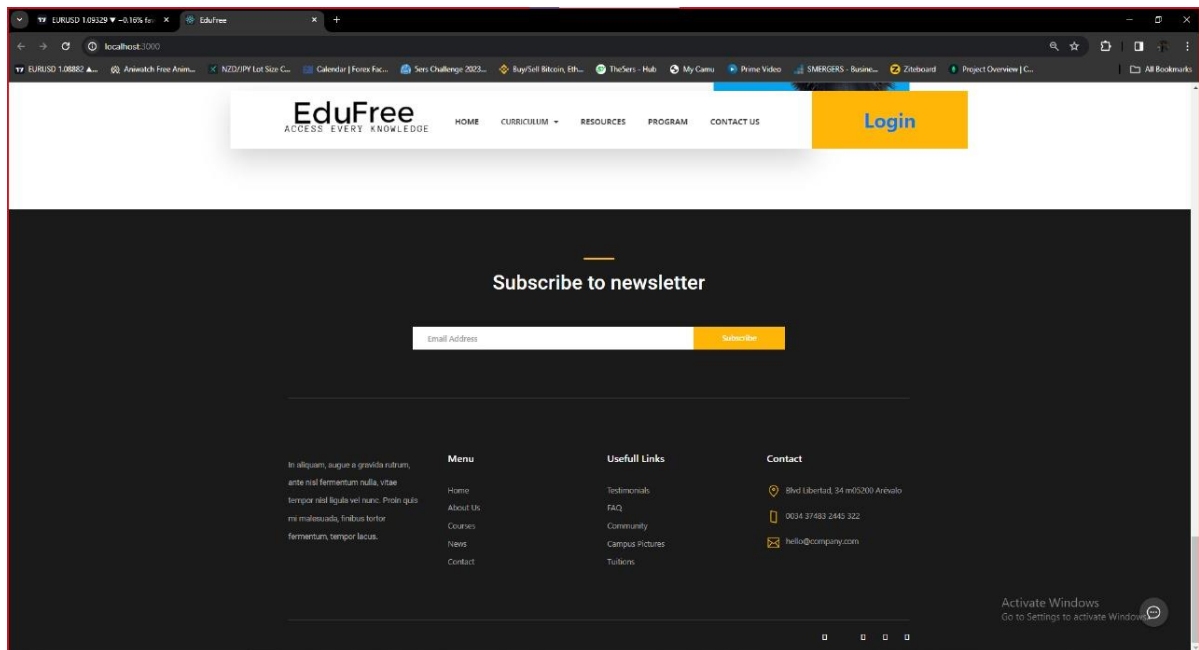 EURUSD 1.09329 ▼ −0.16%
EduFree
localhost:3000
EURUSD 1.08882 ▲...
Aniwatch Free Anim...
NZD/JPY Lot Size C...
Calendar | Forex Fac...
Sers Challenge 2023...
Buy/Sell Bitcoin, Eth...
The5ers - Hub
My Camu
Prime Video
SMERGERS - Busine...
Ziteboard
Project Overview | C...
All Bookmarks
EduFree
ACCESS EVERY KNOWLEDGE
HOME
CURRICULUM
RESOURCES
PROGRAM
CONTACT US
Login
Subscribe to newsletter
Email Address
Subscribe
In aliquam, augue a gravida rutrum,
ante nisl fermentum nulla, vitae
tempor nisl ligula vel nunc. Proin quis
mi malesuada, finibus tortor
fermentum, tempor lacus.
Menu
Home
About Us
Courses
News
Contact
Usefull Links
Testimonials
FAQ
Community
Campus Pictures
Tuitions
Contact
Blvd Libertad, 34 m05200 Arévalo
0034 37483 2445 322
hello@company.com
Activate Windows
Go to Settings to activate Windows